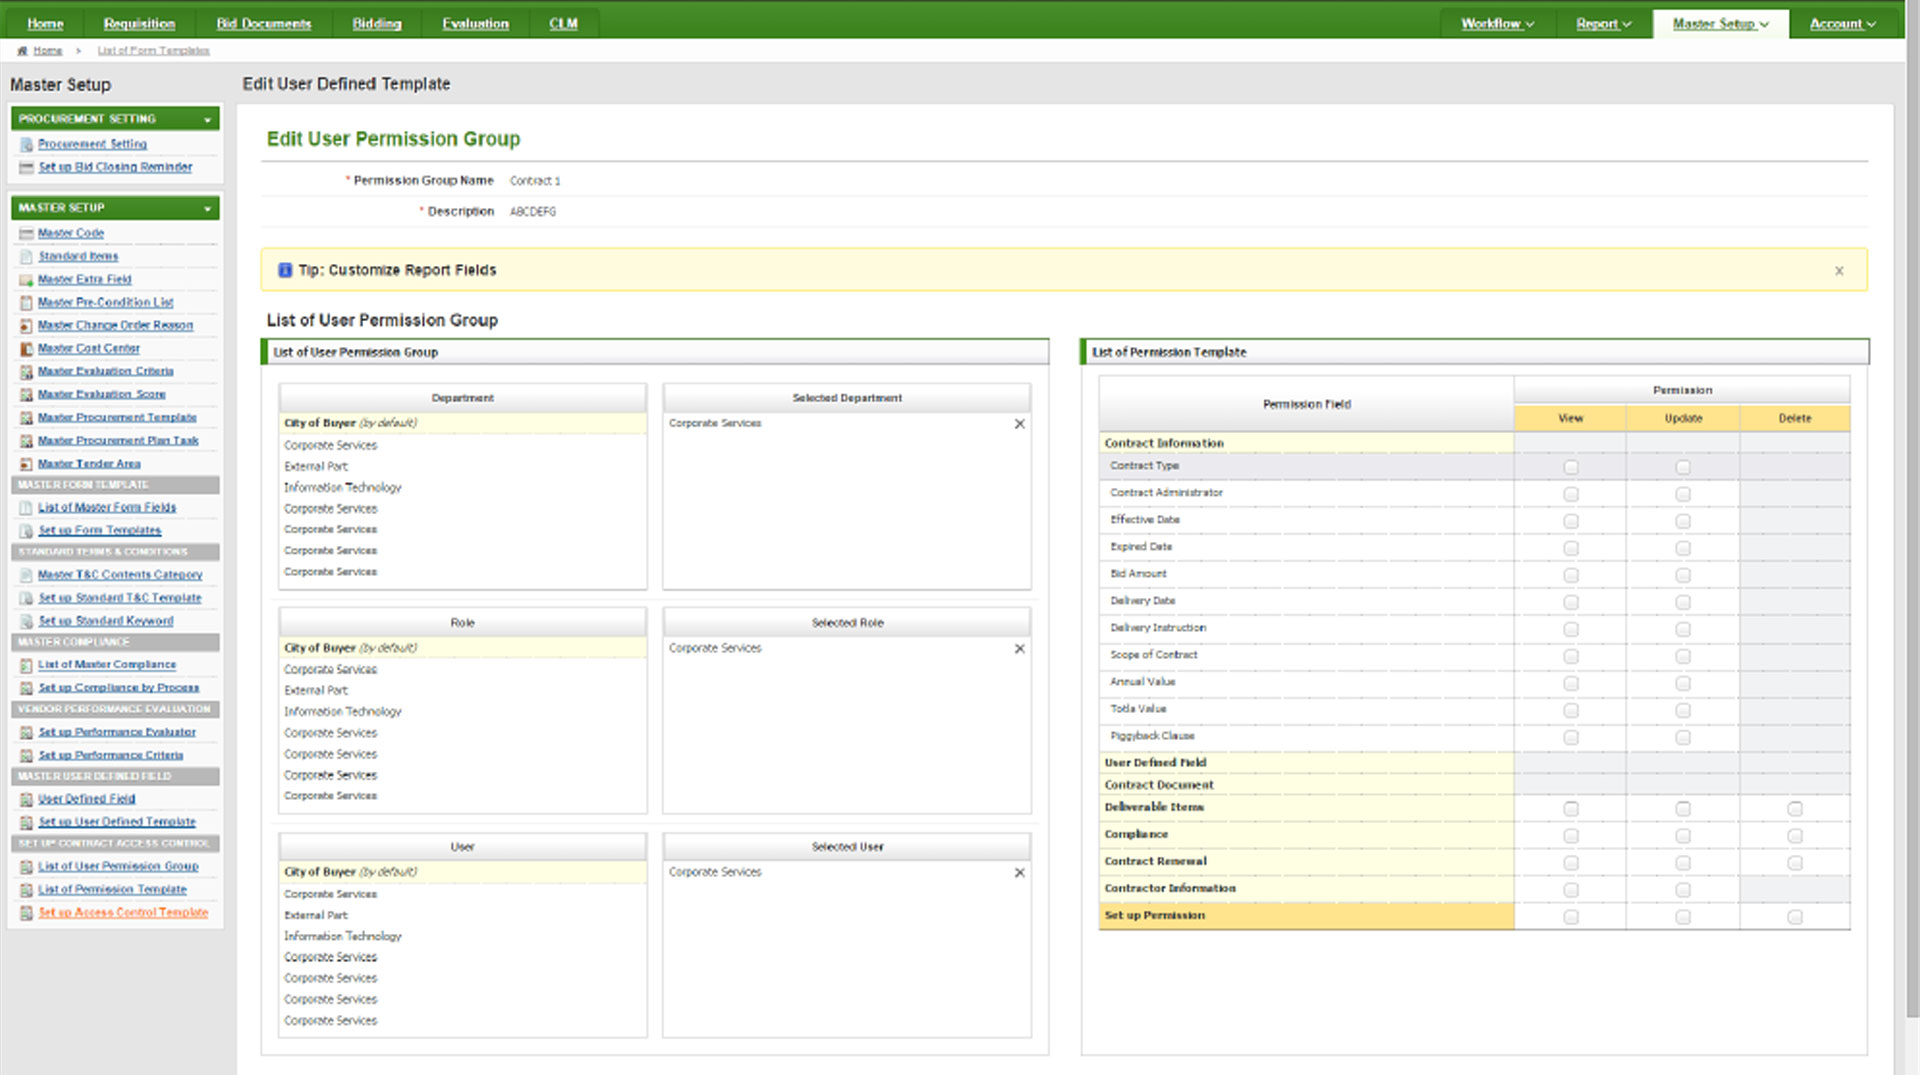 Home Requisition Bid Documents Bidding Evaluation CLM Workflow Report Master Setup Account
Home > List of Form Templates
Master Setup
PROCUREMENT SETTING
Procurement Setting
Set up Bid Closing Reminder
MASTER SETUP
Master Code
Standard Items
Master Extra Field
Master Pre-Condition List
Master Change Order Reason
Master Cost Center
Master Evaluation Criteria
Master Evaluation Score
Master Procurement Template
Master Procurement Plan Task
Master Tender Area
MASTER FORM TEMPLATE
List of Master Form Fields
Set up Form Templates
STANDARD TERMS & CONDITIONS
Master T&C Contents Category
Set up Standard T&C Template
Set up Standard Keyword
MASTER COMPLIANCE
List of Master Compliance
Set up Compliance by Process
VENDOR PERFORMANCE EVALUATION
Set up Performance Evaluator
Set up Performance Criteria
MASTER USER DEFINED FIELD
User Defined Field
Set up User Defined Template
SET UP CONTRACT ACCESS CONTROL
List of User Permission Group
List of Permission Template
Set up Access Control Template
Edit User Defined Template
Edit User Permission Group
* Permission Group Name Contract 1
* Description ABCDEFG
Tip: Customize Report Fields
List of User Permission Group
List of User Permission Group
Department
City of Buyer (by default)
Corporate Services
External Part
Information Technology
Corporate Services
Corporate Services
Corporate Services
Corporate Services
Selected Department
Corporate Services
Role
City of Buyer (by default)
Corporate Services
External Part
Information Technology
Corporate Services
Corporate Services
Corporate Services
Corporate Services
Selected Role
Corporate Services
User
City of Buyer (by default)
Corporate Services
External Part
Information Technology
Corporate Services
Corporate Services
Corporate Services
Corporate Services
Selected User
Corporate Services
List of Permission Template
Permission Field
Permission
View Update Delete
Contract Information
Contract Type
Contract Administrator
Effective Date
Expired Date
Bid Amount
Delivery Date
Delivery Instruction
Scope of Contract
Annual Value
Totla Value
Piggyback Clause
User Defined Field
Contract Document
Deliverable Items
Compliance
Contract Renewal
Contractor Information
Set up Permission